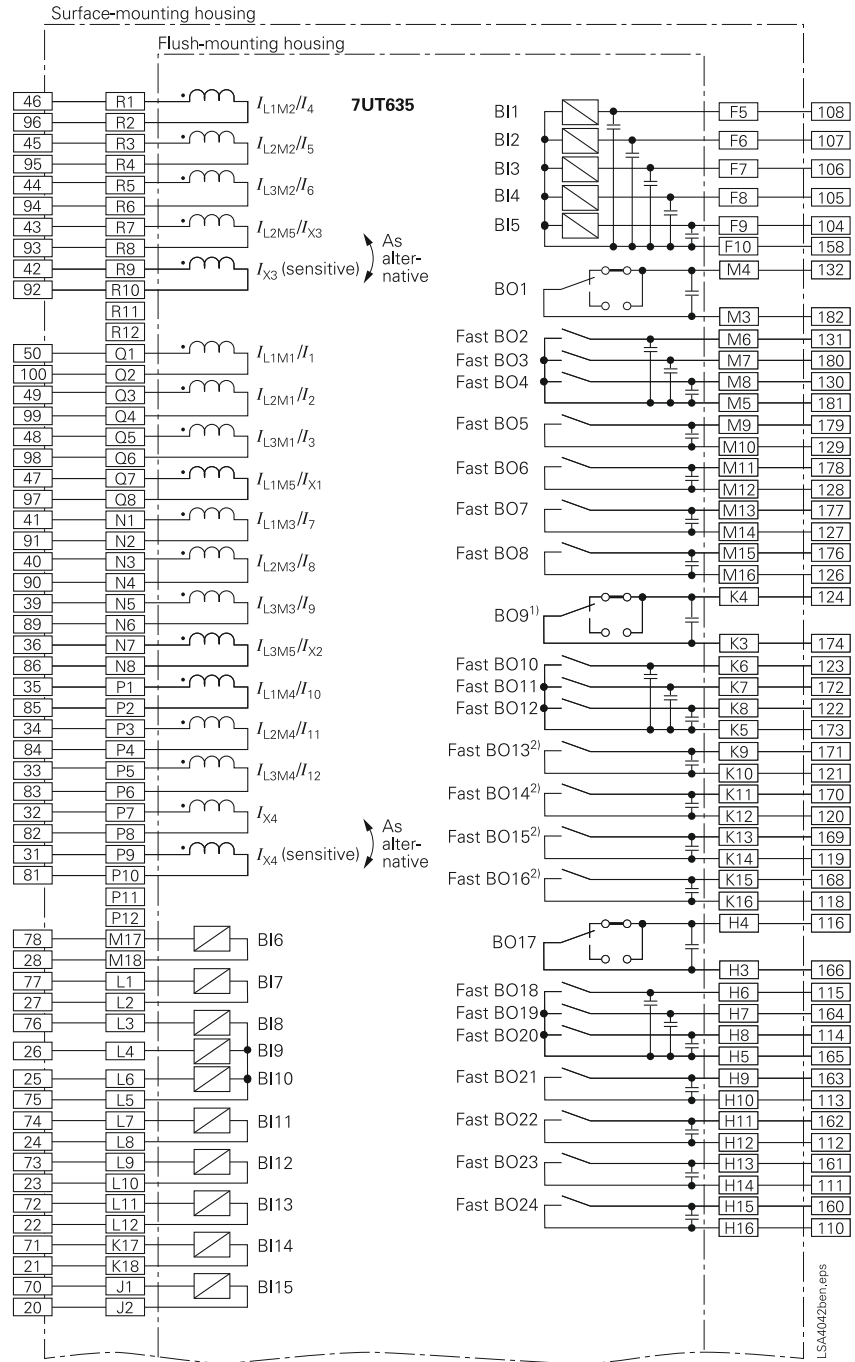 Surface-mounting housing
Flush-mounting housing
7UT635
46 R1 I_L1M2/I_4
96 R2
45 R3 I_L2M2/I_5
95 R4
44 R5 I_L3M2/I_6
94 R6
43 R7 I_L2M5/I_X3
93 R8
42 R9 I_X3 (sensitive)
92 R10
As
alter-
native
R11
R12
50 Q1 I_L1M1/I_1
100 Q2
49 Q3 I_L2M1/I_2
99 Q4
48 Q5 I_L3M1/I_3
98 Q6
47 Q7 I_L1M5/I_X1
97 Q8
41 N1 I_L1M3/I_7
91 N2
40 N3 I_L2M3/I_8
90 N4
39 N5 I_L3M3/I_9
89 N6
36 N7 I_L3M5/I_X2
86 N8
35 P1 I_L1M4/I_10
85 P2
34 P3 I_L2M4/I_11
84 P4
33 P5 I_L3M4/I_12
83 P6
32 P7 I_X4
82 P8
31 P9 I_X4 (sensitive)
81 P10
As
alter-
native
P11
P12
78 M17 BI6
28 M18
77 L1 BI7
27 L2
76 L3 BI8
26 L4 BI9
25 L6 BI10
75 L5
74 L7 BI11
24 L8
73 L9 BI12
23 L10
72 L11 BI13
22 L12
71 K17 BI14
21 K18
70 J1 BI15
20 J2
BI1 F5 108
BI2 F6 107
BI3 F7 106
BI4 F8 105
BI5 F9 104
F10 158
BO1 M4 132
M3 182
Fast BO2 M6 131
Fast BO3 M7 180
Fast BO4 M8 130
M5 181
Fast BO5 M9 179
M10 129
Fast BO6 M11 178
M12 128
Fast BO7 M13 177
M14 127
Fast BO8 M15 176
M16 126
BO9¹⁾ K4 124
K3 174
Fast BO10 K6 123
Fast BO11 K7 172
Fast BO12 K8 122
K5 173
Fast BO13²⁾ K9 171
K10 121
Fast BO14²⁾ K11 170
K12 120
Fast BO15²⁾ K13 169
K14 119
Fast BO16²⁾ K15 168
K16 118
BO17 H4 116
H3 166
Fast BO18 H6 115
Fast BO19 H7 164
Fast BO20 H8 114
H5 165
Fast BO21 H9 163
H10 113
Fast BO22 H11 162
H12 112
Fast BO23 H13 161
H14 111
Fast BO24 H15 160
H16 110
LSA4042ben.eps